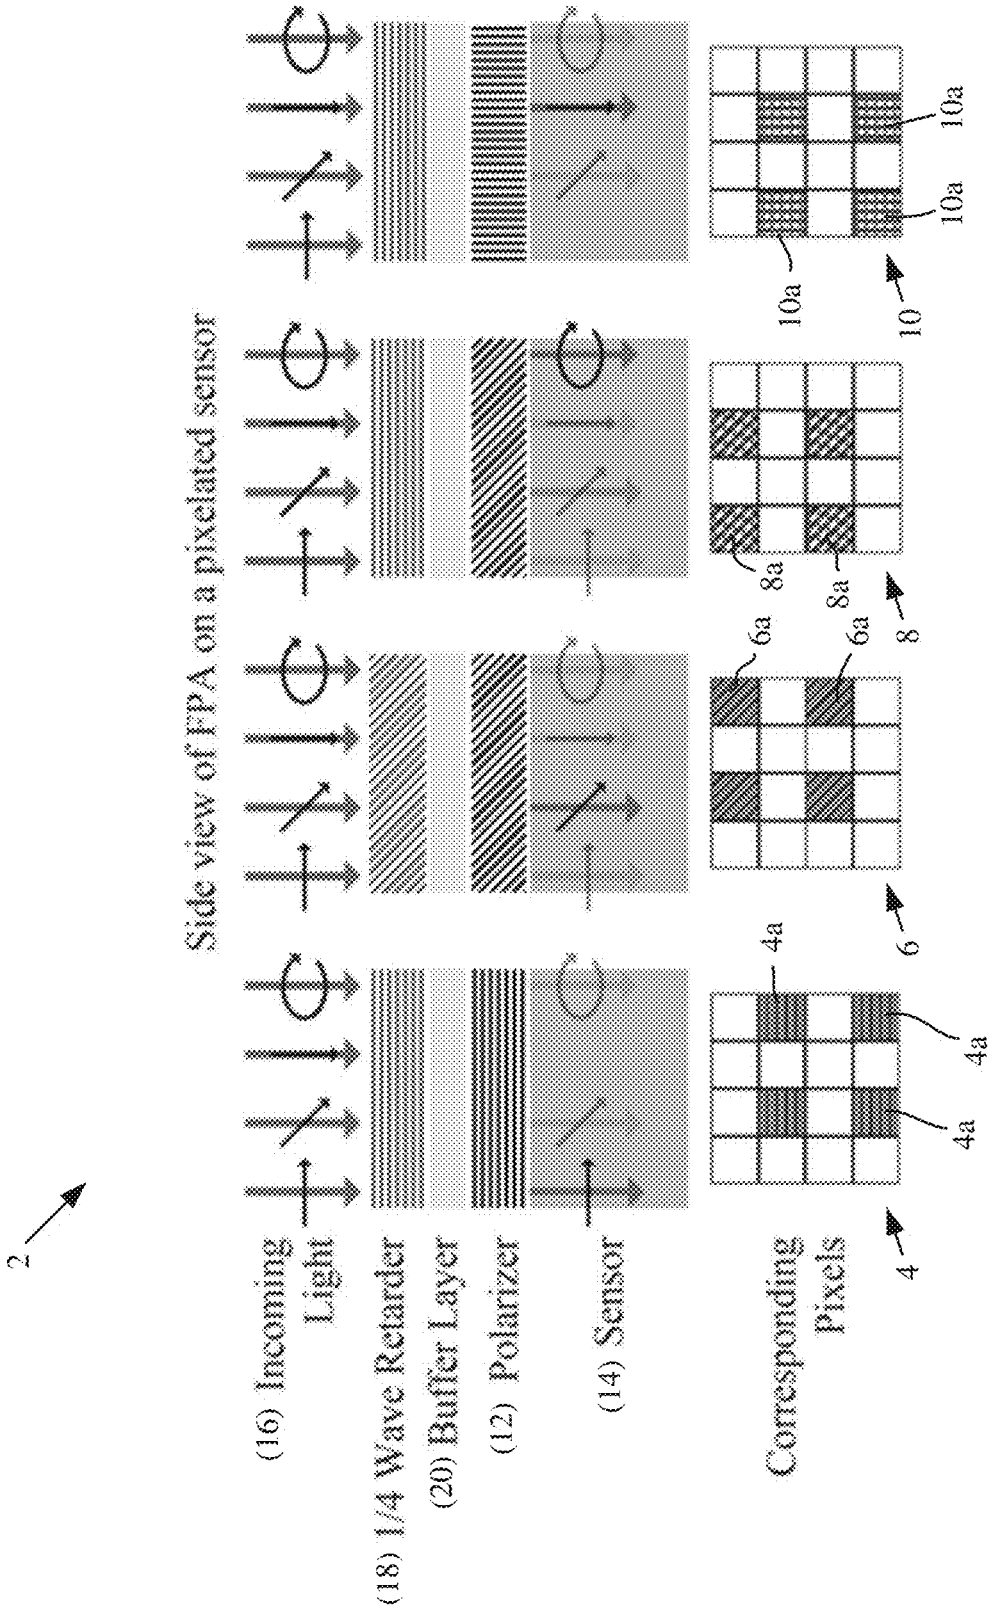 2
Side view of FPA on a pixelated sensor
(16) Incoming
Light
(18) 1/4 Wave Retarder
(20) Buffer Layer
(12) Polarizer
(14) Sensor
Corresponding
Pixels
4a
4a
4a
4
6a
6a
6
8a
8a
8
10a
10a
10a
10